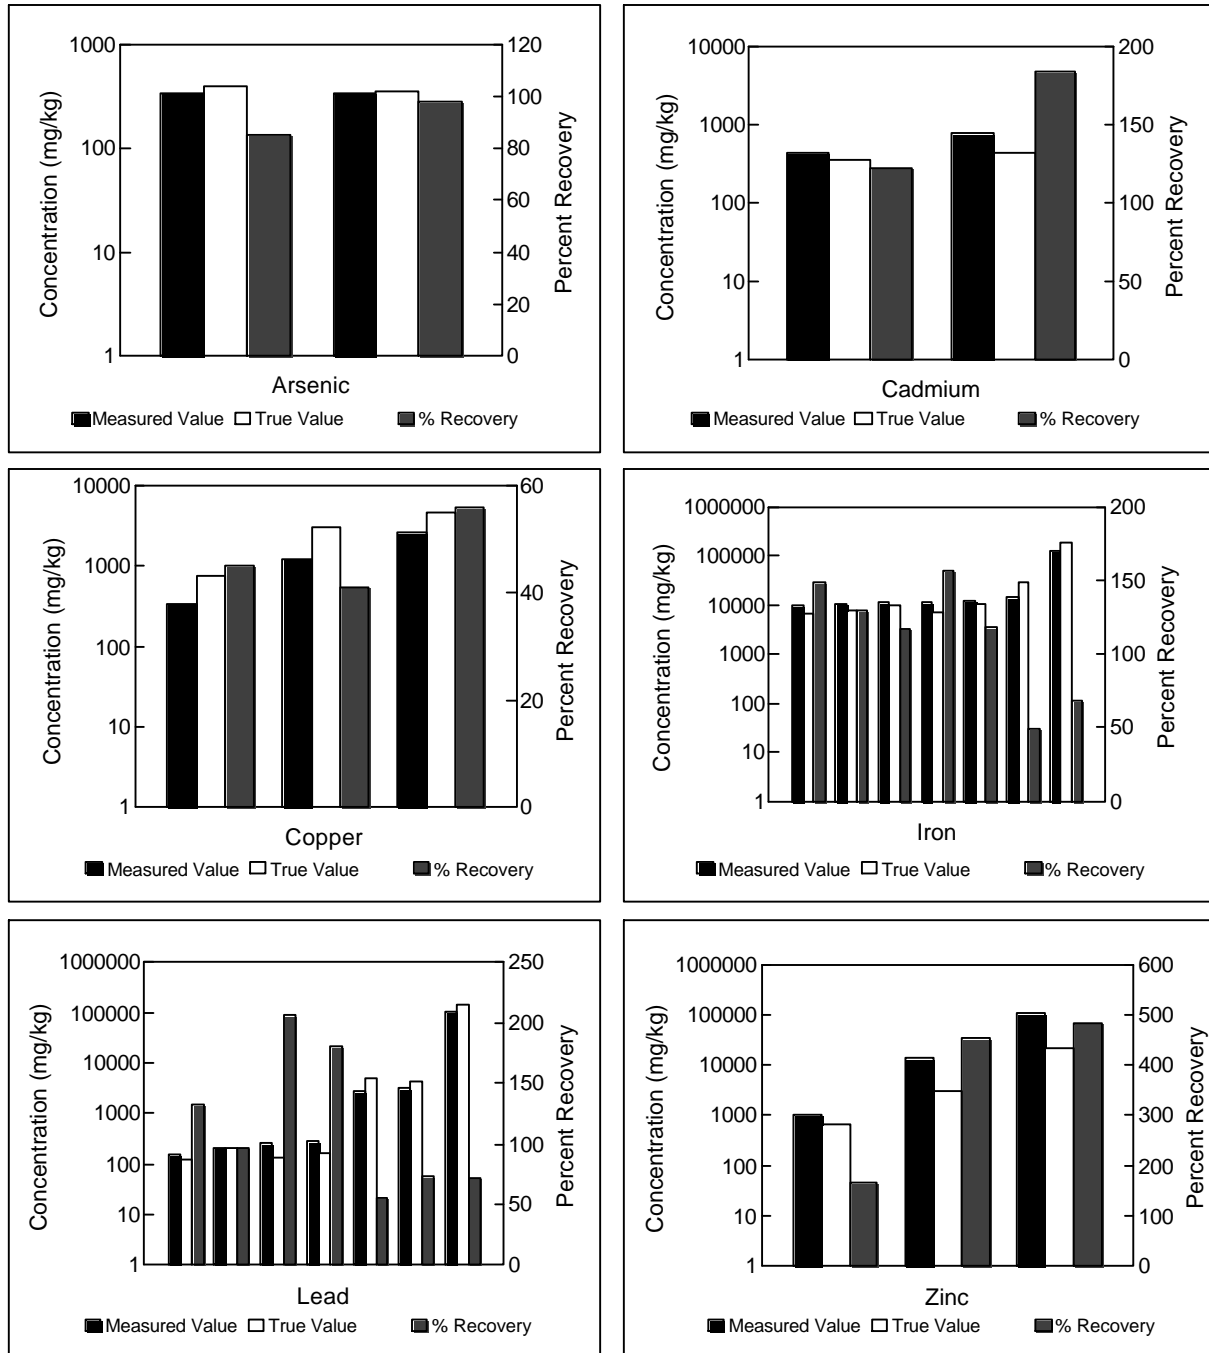 1000
100
10
1
Concentration (mg/kg)
120
100
80
60
40
20
0
Percent Recovery
Arsenic
Measured Value True Value % Recovery
10000
1000
100
10
1
Concentration (mg/kg)
200
150
100
50
0
Percent Recovery
Cadmium
Measured Value True Value % Recovery
10000
1000
100
10
1
Concentration (mg/kg)
60
40
20
0
Percent Recovery
Copper
Measured Value True Value % Recovery
1000000
100000
10000
1000
100
10
1
Concentration (mg/kg)
200
150
100
50
0
Percent Recovery
Iron
Measured Value True Value % Recovery
1000000
100000
10000
1000
100
10
1
Concentration (mg/kg)
250
200
150
100
50
0
Percent Recovery
Lead
Measured Value True Value % Recovery
1000000
100000
10000
1000
100
10
1
Concentration (mg/kg)
600
500
400
300
200
100
0
Percent Recovery
Zinc
Measured Value True Value % Recovery